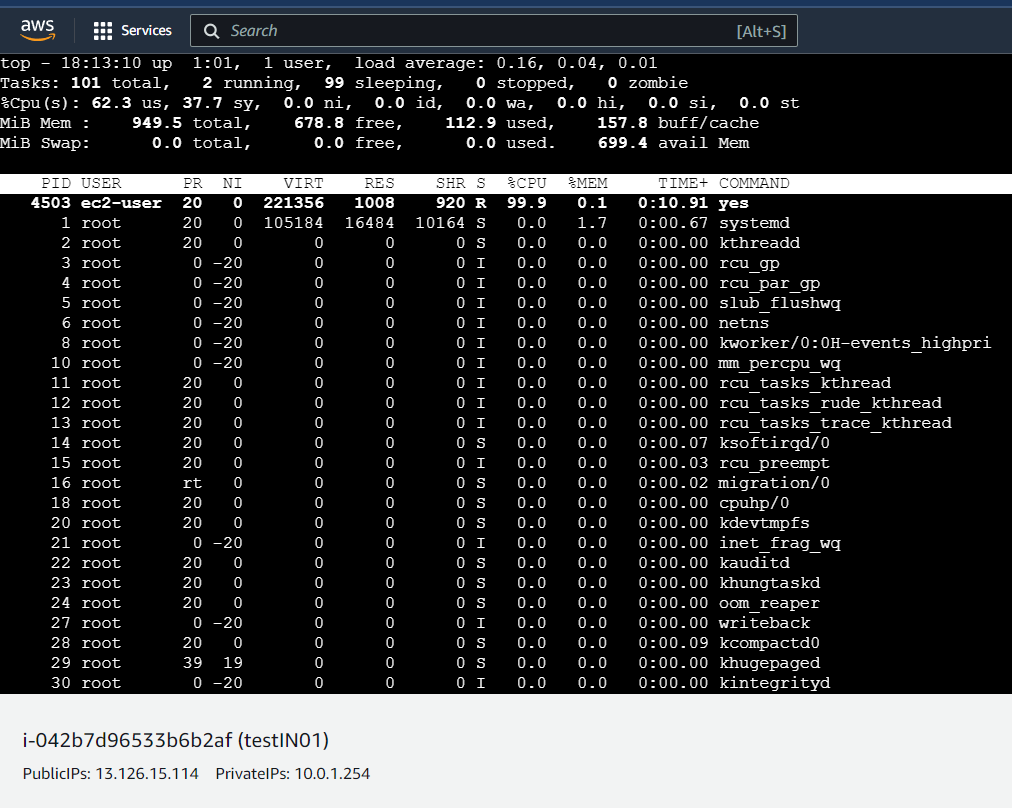 aws
Services
Search [Alt+S]
top - 18:13:10 up  1:01,  1 user,  load average: 0.16, 0.04, 0.01
Tasks: 101 total,   2 running,  99 sleeping,   0 stopped,   0 zombie
%Cpu(s): 62.3 us, 37.7 sy,  0.0 ni,  0.0 id,  0.0 wa,  0.0 hi,  0.0 si,  0.0 st
MiB Mem :    949.5 total,    678.8 free,    112.9 used,    157.8 buff/cache
MiB Swap:      0.0 total,      0.0 free,      0.0 used.    699.4 avail Mem
PID USER      PR  NI    VIRT    RES    SHR S  %CPU  %MEM     TIME+ COMMAND
4503 ec2-user  20   0  221356   1008    920 R  99.9   0.1   0:10.91 yes
1 root      20   0  105184  16484  10164 S   0.0   1.7   0:00.67 systemd
2 root      20   0       0      0      0 S   0.0   0.0   0:00.00 kthreadd
3 root       0 -20       0      0      0 I   0.0   0.0   0:00.00 rcu_gp
4 root       0 -20       0      0      0 I   0.0   0.0   0:00.00 rcu_par_gp
5 root       0 -20       0      0      0 I   0.0   0.0   0:00.00 slub_flushwq
6 root       0 -20       0      0      0 I   0.0   0.0   0:00.00 netns
8 root       0 -20       0      0      0 I   0.0   0.0   0:00.00 kworker/0:0H-events_highpri
10 root       0 -20       0      0      0 I   0.0   0.0   0:00.00 mm_percpu_wq
11 root      20   0       0      0      0 I   0.0   0.0   0:00.00 rcu_tasks_kthread
12 root      20   0       0      0      0 I   0.0   0.0   0:00.00 rcu_tasks_rude_kthread
13 root      20   0       0      0      0 I   0.0   0.0   0:00.00 rcu_tasks_trace_kthread
14 root      20   0       0      0      0 S   0.0   0.0   0:00.07 ksoftirqd/0
15 root      20   0       0      0      0 I   0.0   0.0   0:00.03 rcu_preempt
16 root      rt   0       0      0      0 S   0.0   0.0   0:00.02 migration/0
18 root      20   0       0      0      0 S   0.0   0.0   0:00.00 cpuhp/0
20 root      20   0       0      0      0 S   0.0   0.0   0:00.00 kdevtmpfs
21 root       0 -20       0      0      0 I   0.0   0.0   0:00.00 inet_frag_wq
22 root      20   0       0      0      0 S   0.0   0.0   0:00.00 kauditd
23 root      20   0       0      0      0 S   0.0   0.0   0:00.00 khungtaskd
24 root      20   0       0      0      0 S   0.0   0.0   0:00.00 oom_reaper
27 root       0 -20       0      0      0 I   0.0   0.0   0:00.00 writeback
28 root      20   0       0      0      0 S   0.0   0.0   0:00.09 kcompactd0
29 root      39  19       0      0      0 S   0.0   0.0   0:00.00 khugepaged
30 root       0 -20       0      0      0 I   0.0   0.0   0:00.00 kintegrityd
i-042b7d96533b6b2af (testIN01)
PublicIPs: 13.126.15.114 PrivateIPs: 10.0.1.254